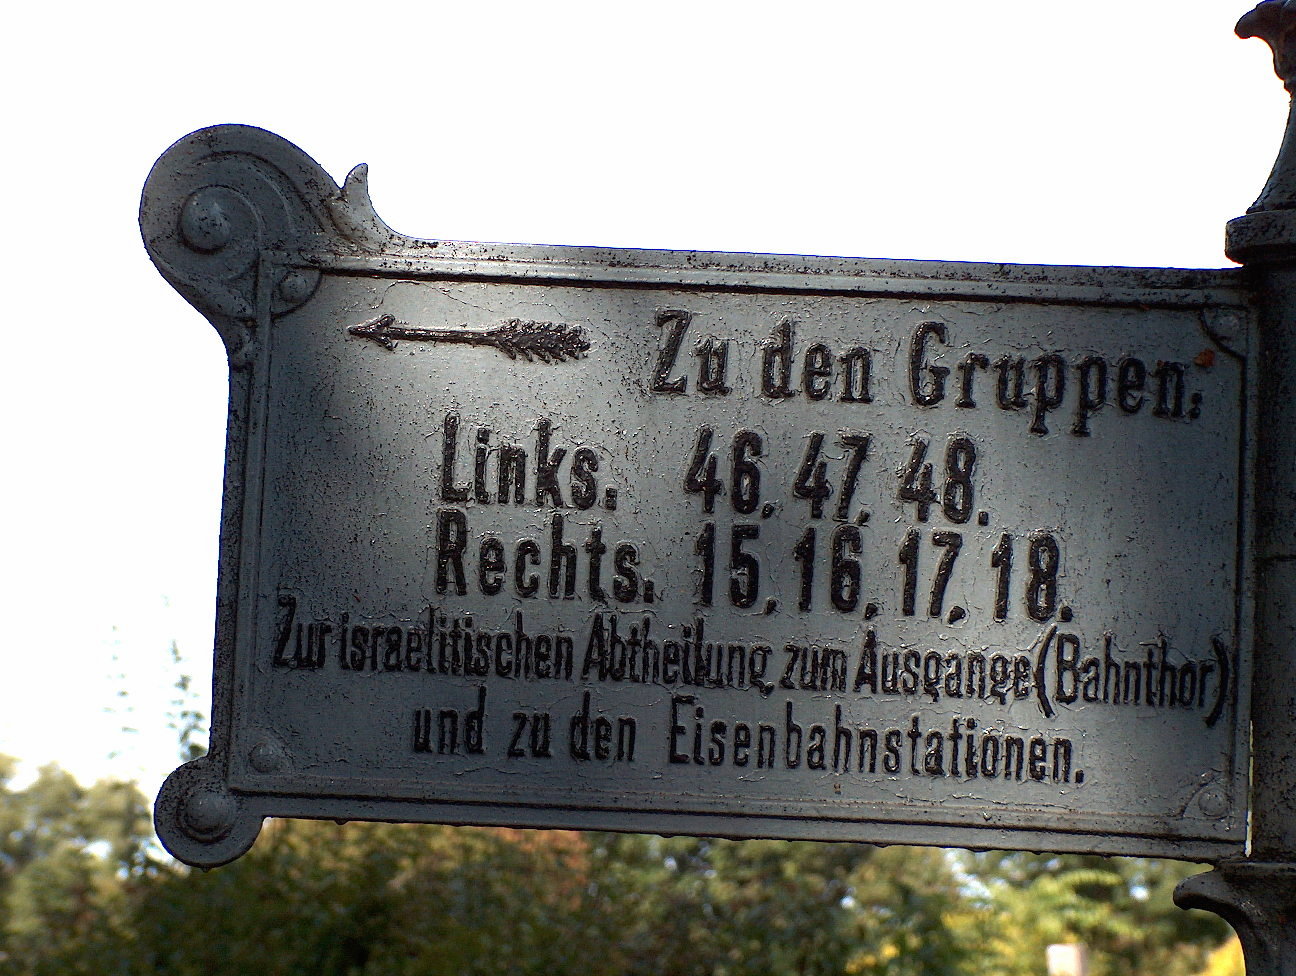 Zu den Gruppen:
Links. 46. 47. 48.
Rechts. 15. 16. 17. 18.
Zur israelitischen Abtheilung zum Ausgange (Bahnthor)
und zu den Eisenbahnstationen.